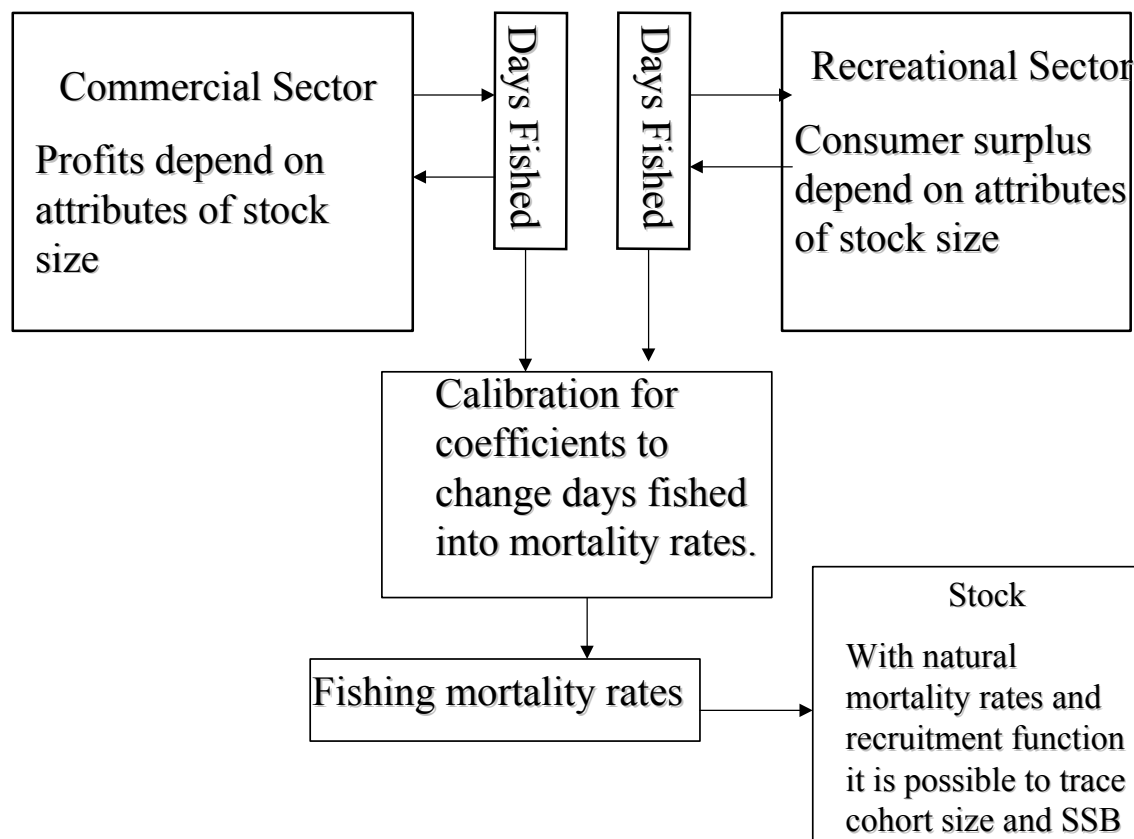 Commercial Sector
Profits depend on
attributes of stock
size
Days Fished
Days Fished
Recreational Sector
Consumer surplus
depend on attributes
of stock size
Calibration for
coefficients to
change days fished
into mortality rates.
Fishing mortality rates
Stock
With natural
mortality rates and
recruitment function
it is possible to trace
cohort size and SSB